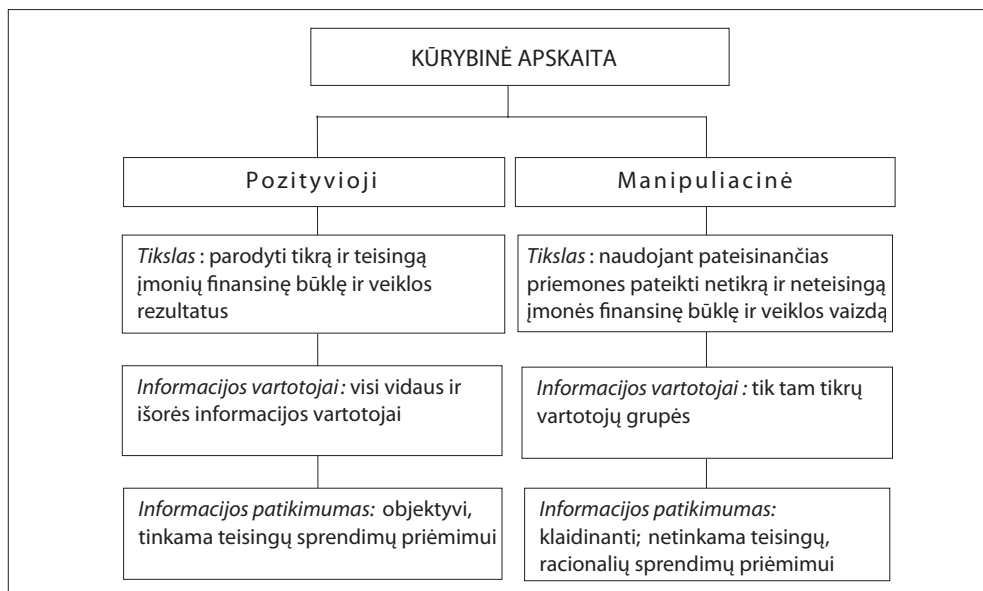 KŪRYBINĖ APSKAITA
Pozityvioji
Manipuliacinė
Tikslas : parodyti tikrą ir teisingą
įmonių finansinę būklę ir veiklos
rezultatus
Tikslas : naudojant pateisinančias
priemones pateikti netikrą ir neteisingą
įmonės finansinę būklę ir veiklos vaizdą
Informacijos vartotojai : visi vidaus ir
išorės informacijos vartotojai
Informacijos vartotojai : tik tam tikrų
vartotojų grupės
Informacijos patikimumas: objektyvi,
tinkama teisingų sprendimų priėmimui
Informacijos patikimumas:
klaidinanti; netinkama teisingų,
racionalių sprendimų priėmimui